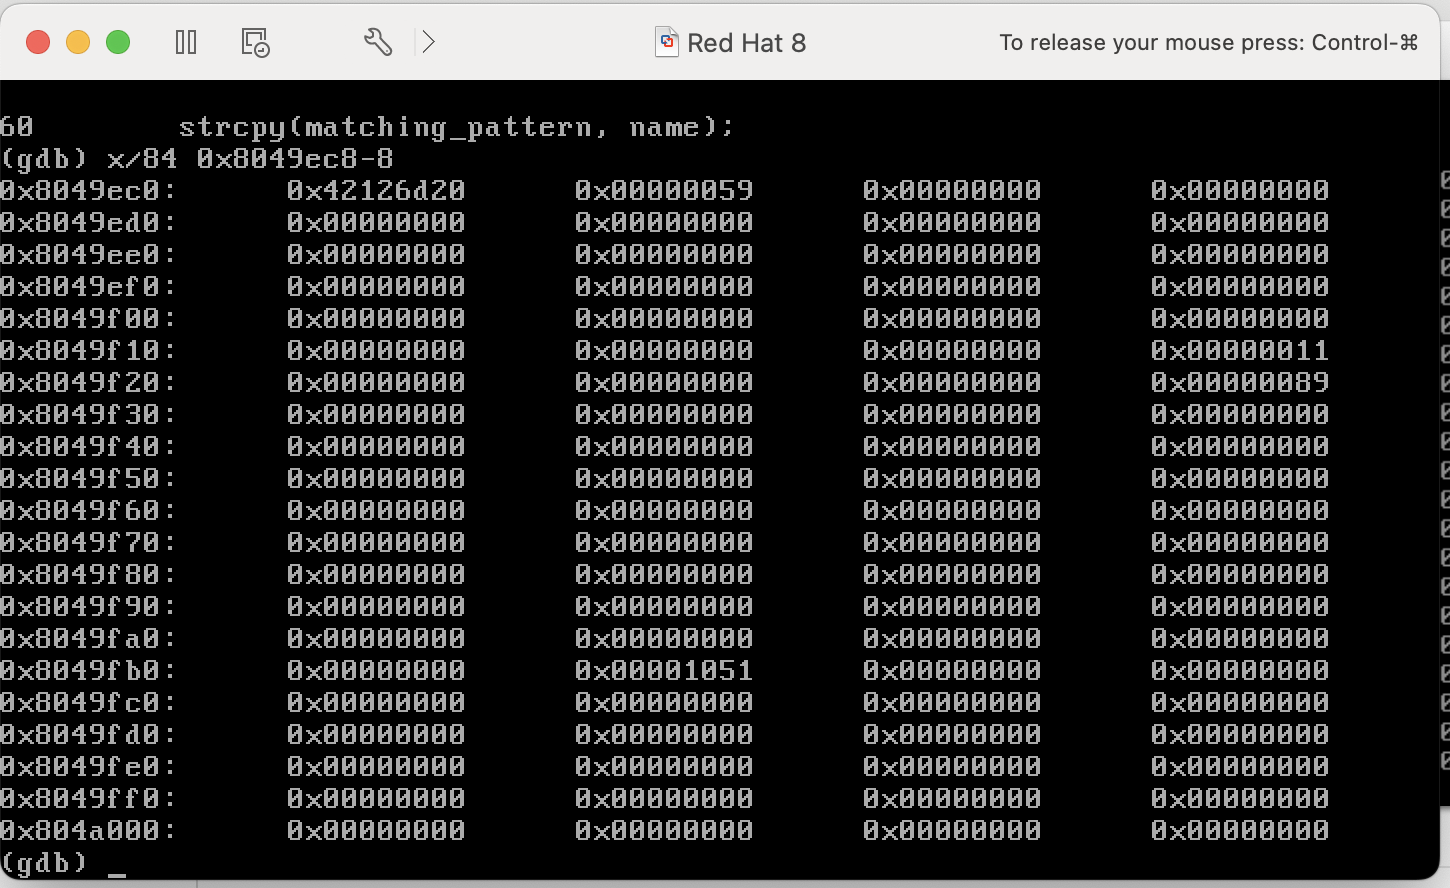 Red Hat 8 To release your mouse press: Control-⌘
60 strcpy(matching_pattern, name);
(gdb) x/84 0x8049ec8-8
0x8049ec0: 0x42126d20 0x00000059 0x00000000 0x00000000
0x8049ed0: 0x00000000 0x00000000 0x00000000 0x00000000
0x8049ee0: 0x00000000 0x00000000 0x00000000 0x00000000
0x8049ef0: 0x00000000 0x00000000 0x00000000 0x00000000
0x8049f00: 0x00000000 0x00000000 0x00000000 0x00000000
0x8049f10: 0x00000000 0x00000000 0x00000000 0x00000011
0x8049f20: 0x00000000 0x00000000 0x00000000 0x00000089
0x8049f30: 0x00000000 0x00000000 0x00000000 0x00000000
0x8049f40: 0x00000000 0x00000000 0x00000000 0x00000000
0x8049f50: 0x00000000 0x00000000 0x00000000 0x00000000
0x8049f60: 0x00000000 0x00000000 0x00000000 0x00000000
0x8049f70: 0x00000000 0x00000000 0x00000000 0x00000000
0x8049f80: 0x00000000 0x00000000 0x00000000 0x00000000
0x8049f90: 0x00000000 0x00000000 0x00000000 0x00000000
0x8049fa0: 0x00000000 0x00000000 0x00000000 0x00000000
0x8049fb0: 0x00000000 0x00001051 0x00000000 0x00000000
0x8049fc0: 0x00000000 0x00000000 0x00000000 0x00000000
0x8049fd0: 0x00000000 0x00000000 0x00000000 0x00000000
0x8049fe0: 0x00000000 0x00000000 0x00000000 0x00000000
0x8049ff0: 0x00000000 0x00000000 0x00000000 0x00000000
0x804a000: 0x00000000 0x00000000 0x00000000 0x00000000
(gdb) _